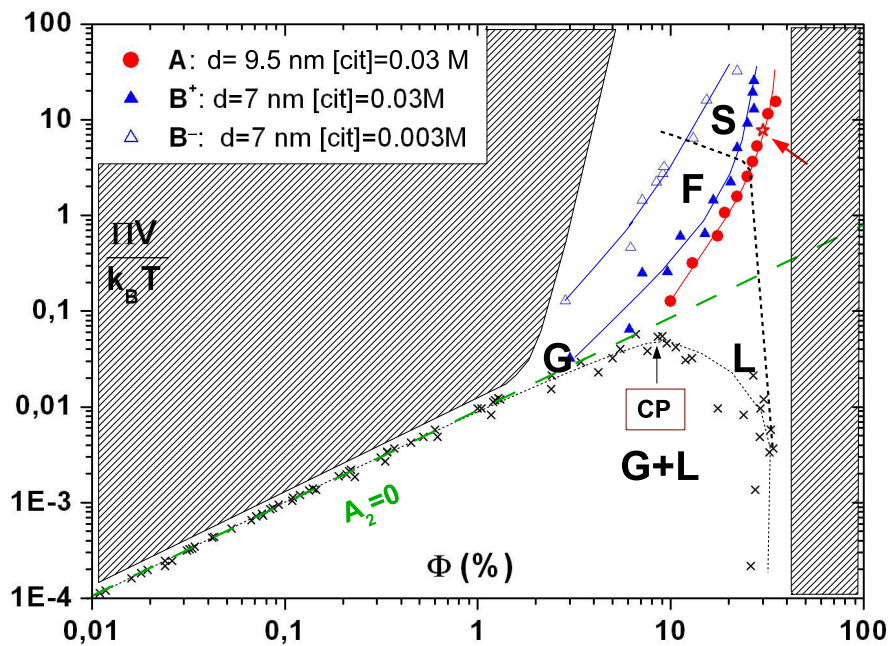 100
10
1
0,1
0,01
1E-3
1E-4
A: d= 9.5 nm [cit]=0.03 M
B⁺: d=7 nm [cit]=0.03M
B⁻: d=7 nm [cit]=0.003M
ΠV
k_BT
S
F
G
L
CP
G+L
A₂=0
Φ (%)
0,01 0,1 1 10 100